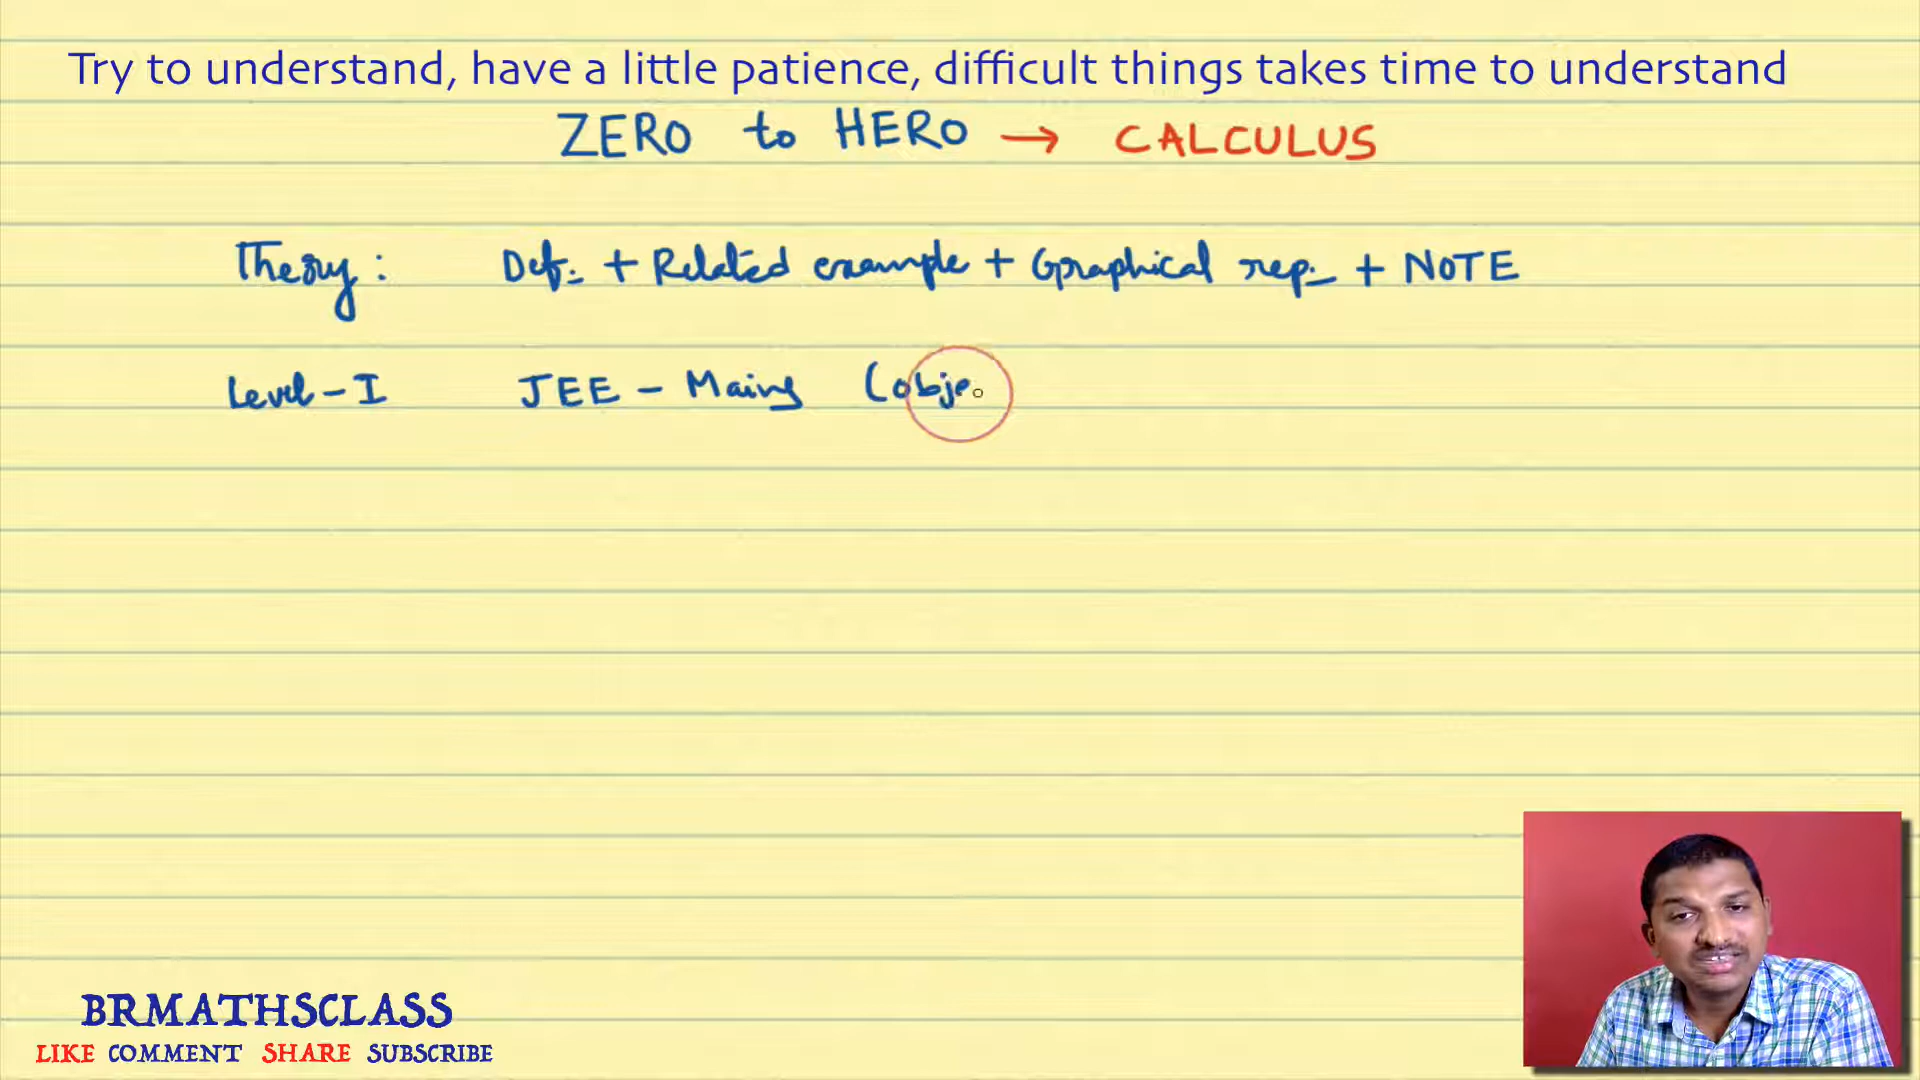 Try to understand, have a little patience, difficult things takes time to understand
ZERO to HERO → CALCULUS
Theory: Def. + Related example + Graphical rep. + NOTE
Level-I JEE - Mains (obje
BRMATHSCLASS
LIKE COMMENT SHARE SUBSCRIBE